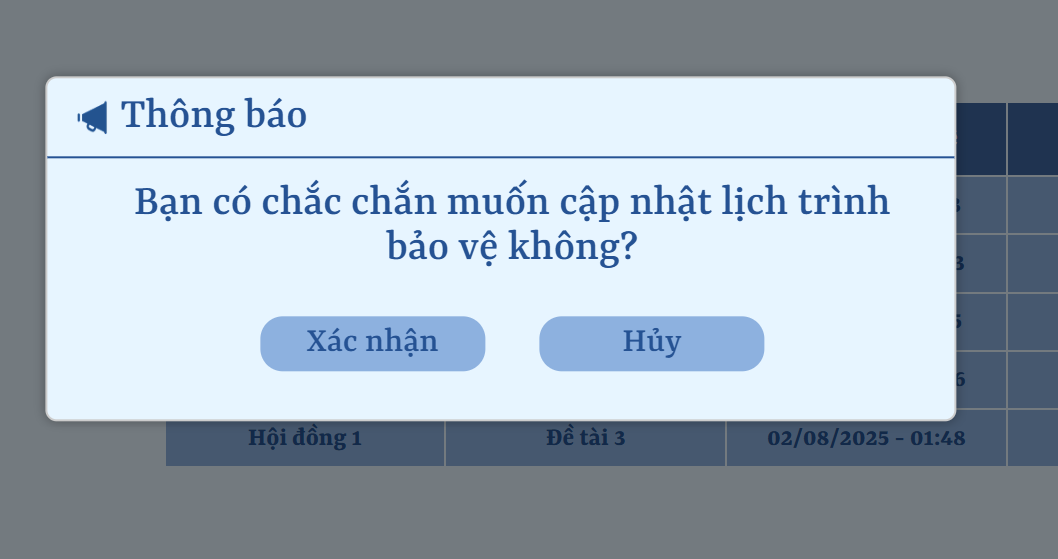 Thông báo
Bạn có chắc chắn muốn cập nhật lịch trình
bảo vệ không?
Xác nhận
Hủy
Hội đồng 1
Đề tài 3
02/08/2025 - 01:48